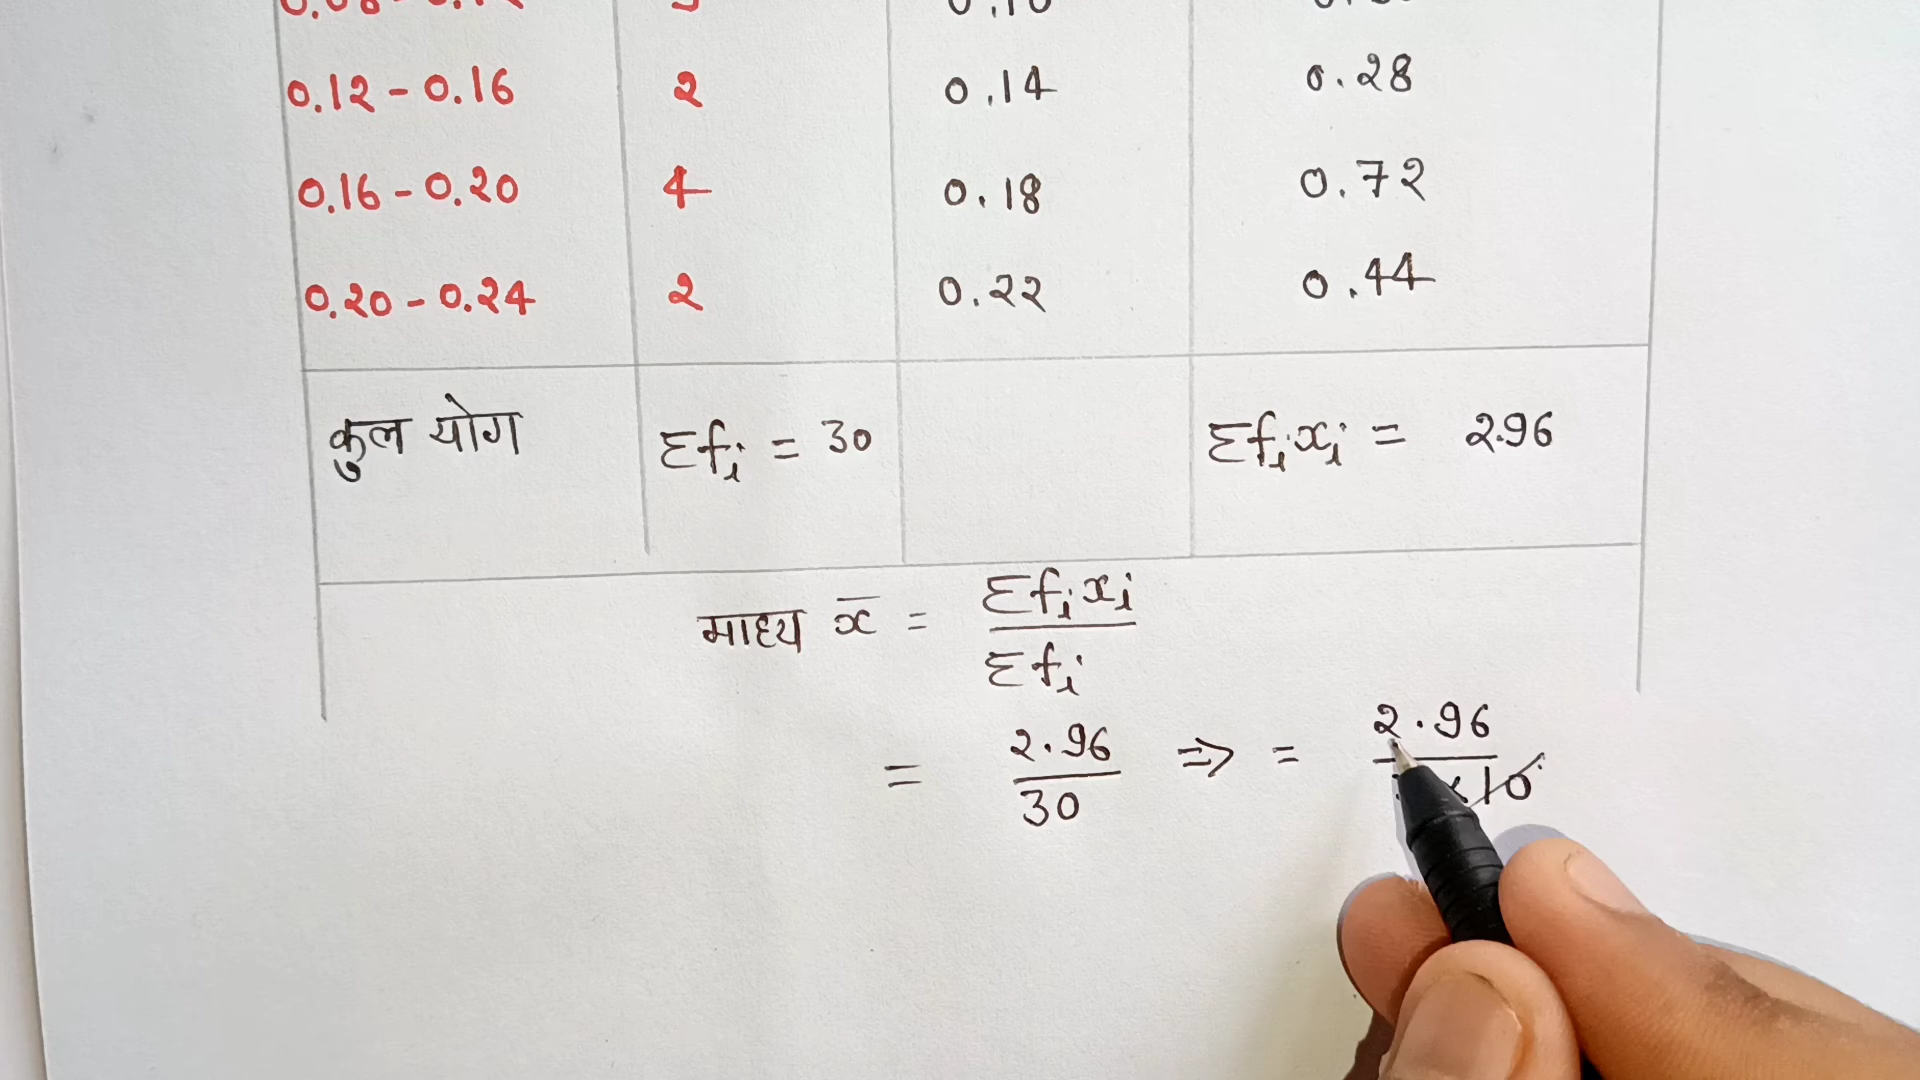 0.12 - 0.16 2 0.14 0.28
0.16 - 0.20 4 0.18 0.72
0.20 - 0.24 2 0.22 0.44
कुल योग Σfᵢ = 30 Σfᵢxᵢ = 2.96
माध्य x̄ = Σfᵢxᵢ / Σfᵢ
= 2.96 / 30 => = 2.96 / ×10